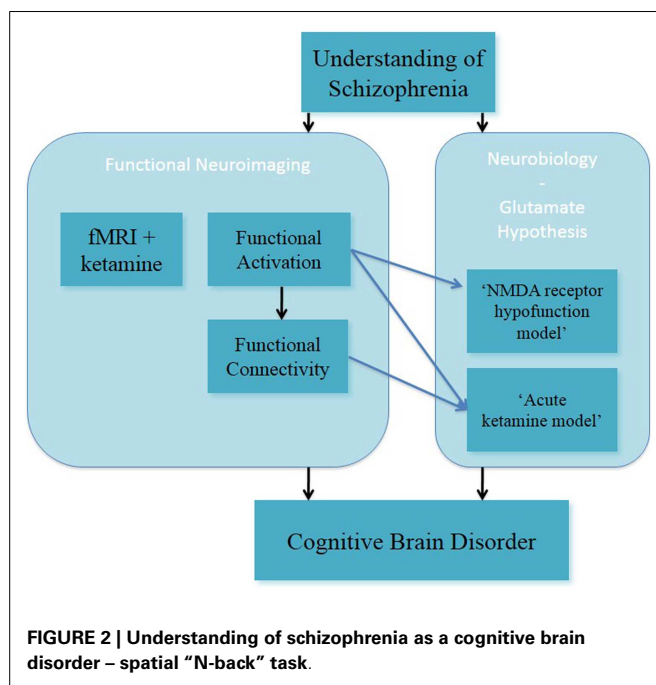 Understanding of
Schizophrenia
Functional Neuroimaging
fMRI +
ketamine
Functional
Activation
Functional
Connectivity
Neurobiology
-
Glutamate
Hypothesis
‘NMDA receptor
hypofunction
model’
‘Acute
ketamine model’
Cognitive Brain Disorder
FIGURE 2 | Understanding of schizophrenia as a cognitive brain
disorder – spatial “N-back” task.